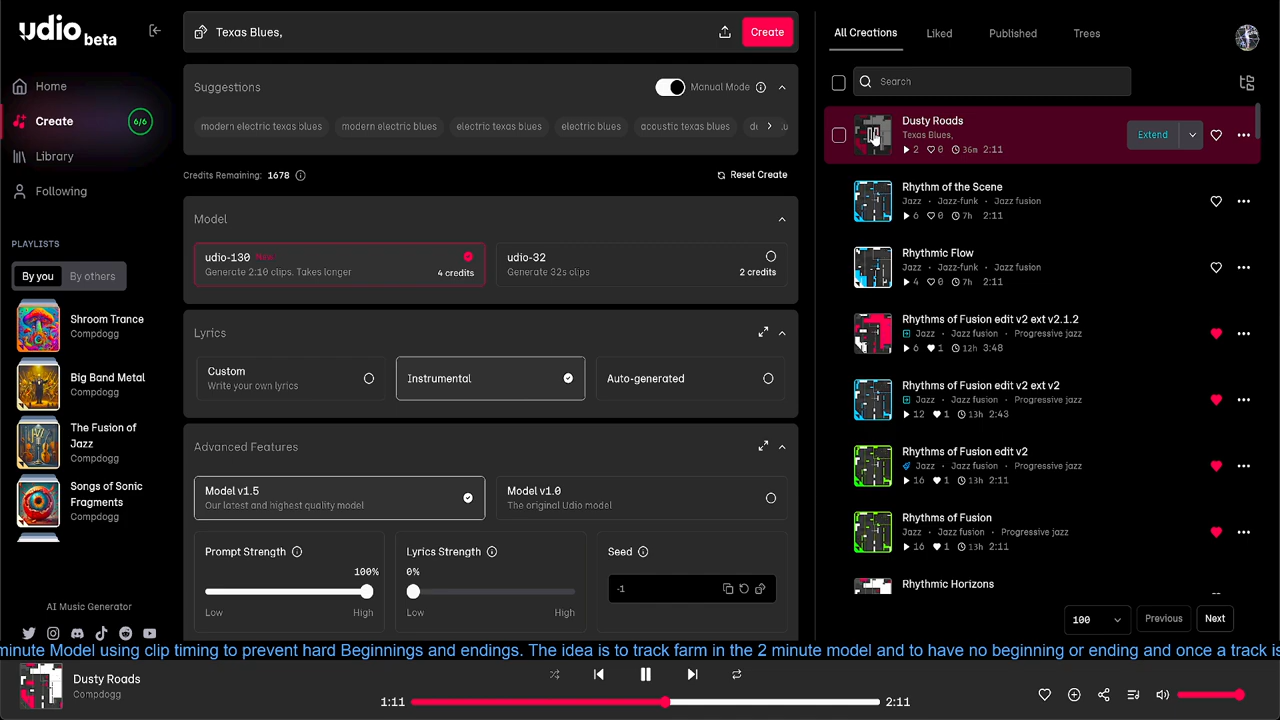 udio beta
Home
Create
6/6
Library
Following
PLAYLISTS
By you
By others
Shroom Trance
Compdogg
Big Band Metal
Compdogg
The Fusion of
Jazz
Compdogg
Songs of Sonic
Fragments
Compdogg
AI Music Generator
Texas Blues,
Create
Suggestions
Manual Mode
modern electric texas blues
modern electric blues
electric texas blues
electric blues
acoustic texas blues
Credits Remaining: 1678
Reset Create
Model
udio-130
Generate 2:10 clips. Takes longer
4 credits
udio-32
Generate 32s clips
2 credits
Lyrics
Custom
Write your own lyrics
Instrumental
Auto-generated
Advanced Features
Model v1.5
Our latest and highest quality model
Model v1.0
The original Udio model
Prompt Strength
100%
Low
High
Lyrics Strength
0%
Low
High
Seed
-1
All Creations
Liked
Published
Trees
Search
Dusty Roads
Texas Blues,
2 0 36m 2:11
Extend
Rhythm of the Scene
Jazz • Jazz-funk • Jazz fusion
6 0 7h 2:11
Rhythmic Flow
Jazz • Jazz-funk • Jazz fusion
4 0 7h 2:11
Rhythms of Fusion edit v2 ext v2.1.2
Jazz • Jazz fusion • Progressive jazz
6 1 12h 3:48
Rhythms of Fusion edit v2 ext v2
Jazz • Jazz fusion • Progressive jazz
12 1 13h 2:43
Rhythms of Fusion edit v2
Jazz • Jazz fusion • Progressive jazz
16 1 13h 2:11
Rhythms of Fusion
Jazz • Jazz fusion • Progressive jazz
16 1 13h 2:11
Rhythmic Horizons
100
Previous
Next
minute Model using clip timing to prevent hard Beginnings and endings. The idea is to track farm in the 2 minute model and to have no beginning or ending and once a track is
Dusty Roads
Compdogg
1:11
2:11